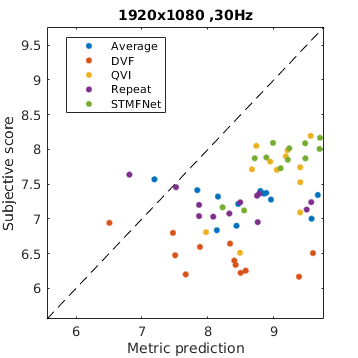 1920x1080 ,30Hz
Average
DVF
QVI
Repeat
STMFNet
Subjective score
9.5
9
8.5
8
7.5
7
6.5
6
6
7
8
9
Metric prediction